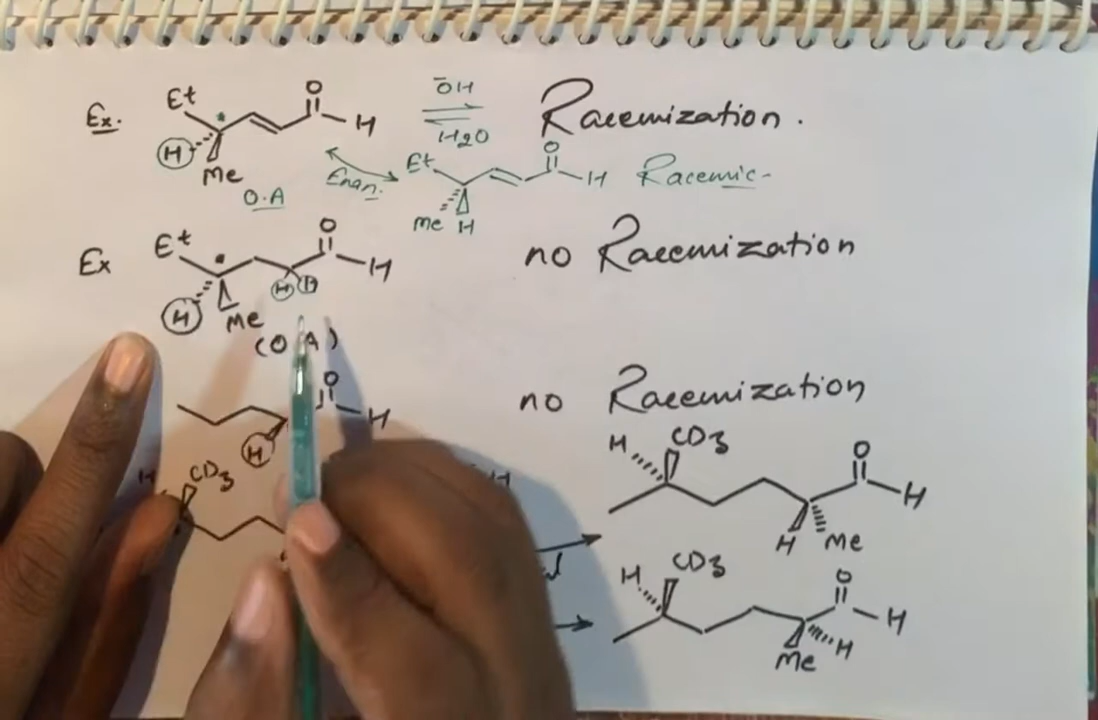 Ex. Et O H H Me O.A
ŌH H2O
Racemization.
Enan. Et O H Me H Racemic-
Ex Et O H H H H Me (O A)
no Racemization
O H H
no Racemization
H CD3
H CD3 O H H Me
H CD3 O H H Me